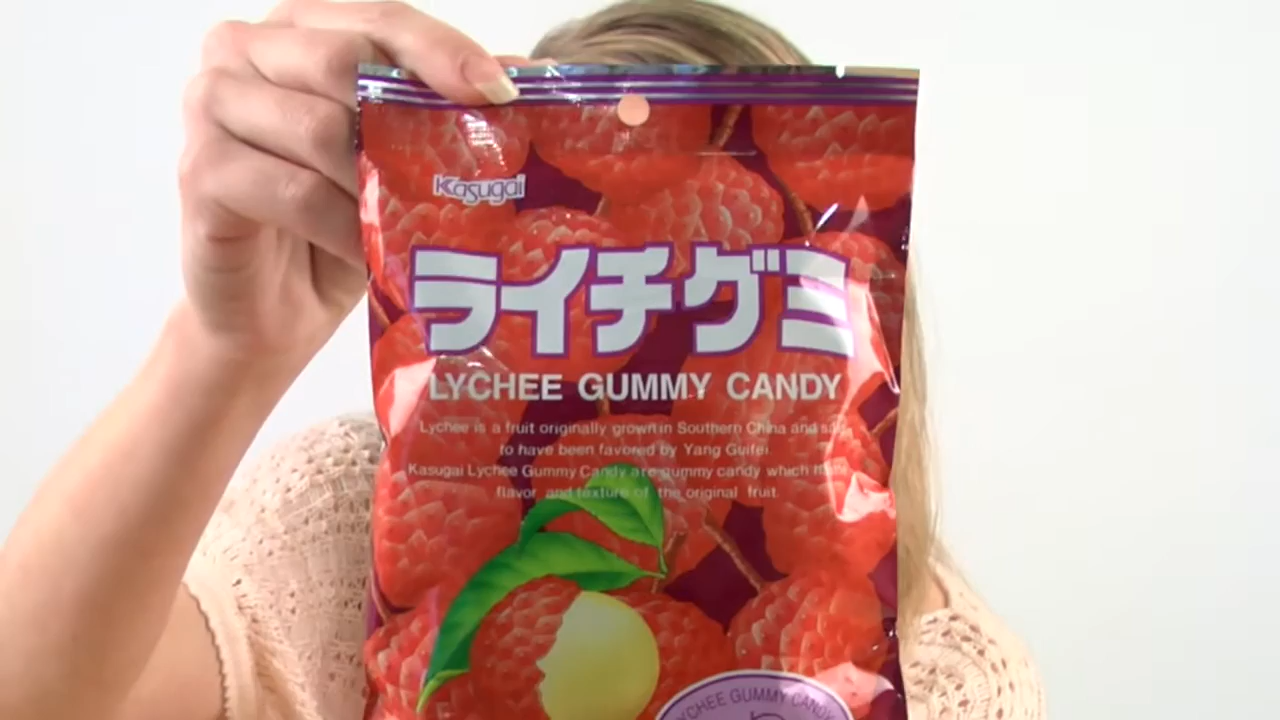 Kasugai
ライチグミ
LYCHEE GUMMY CANDY
Lychee is a fruit originally grown in Southern China and said
to have been favored by Yang Guifei.
Kasugai Lychee Gummy Candy are gummy candy which
flavor and texture of the original fruit.
LYCHEE GUMMY CANDY